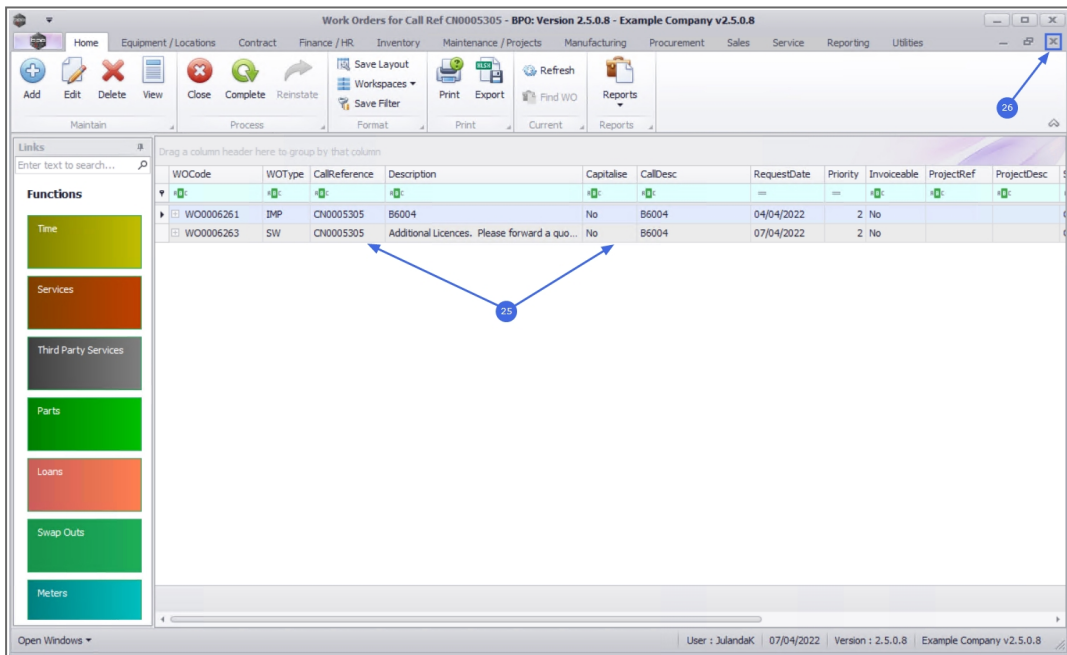 Work Orders for Call Ref CN0005305 - BPO: Version 2.5.0.8 - Example Company v2.5.0.8
Home Equipment / Locations Contract Finance / HR Inventory Maintenance / Projects Manufacturing Procurement Sales Service Reporting Utilities
Add Edit Delete View Close Complete Reinstate Save Layout Workspaces Save Filter Print Export Refresh Find WO Reports
Maintain Process Format Print Current Reports
26
Links
Enter text to search...
Functions
Time
Services
Third Party Services
Parts
Loans
Swap Outs
Meters
Drag a column header here to group by that column
WOCode WOType CallReference Description Capitalise CallDesc RequestDate Priority Invoiceable ProjectRef ProjectDesc
WO0006261 IMP CN0005305 B6004 No B6004 04/04/2022 2 No
WO0006263 SW CN0005305 Additional Licences. Please forward a quo... No B6004 07/04/2022 2 No
25
Open Windows User : JulandaK 07/04/2022 Version : 2.5.0.8 Example Company v2.5.0.8